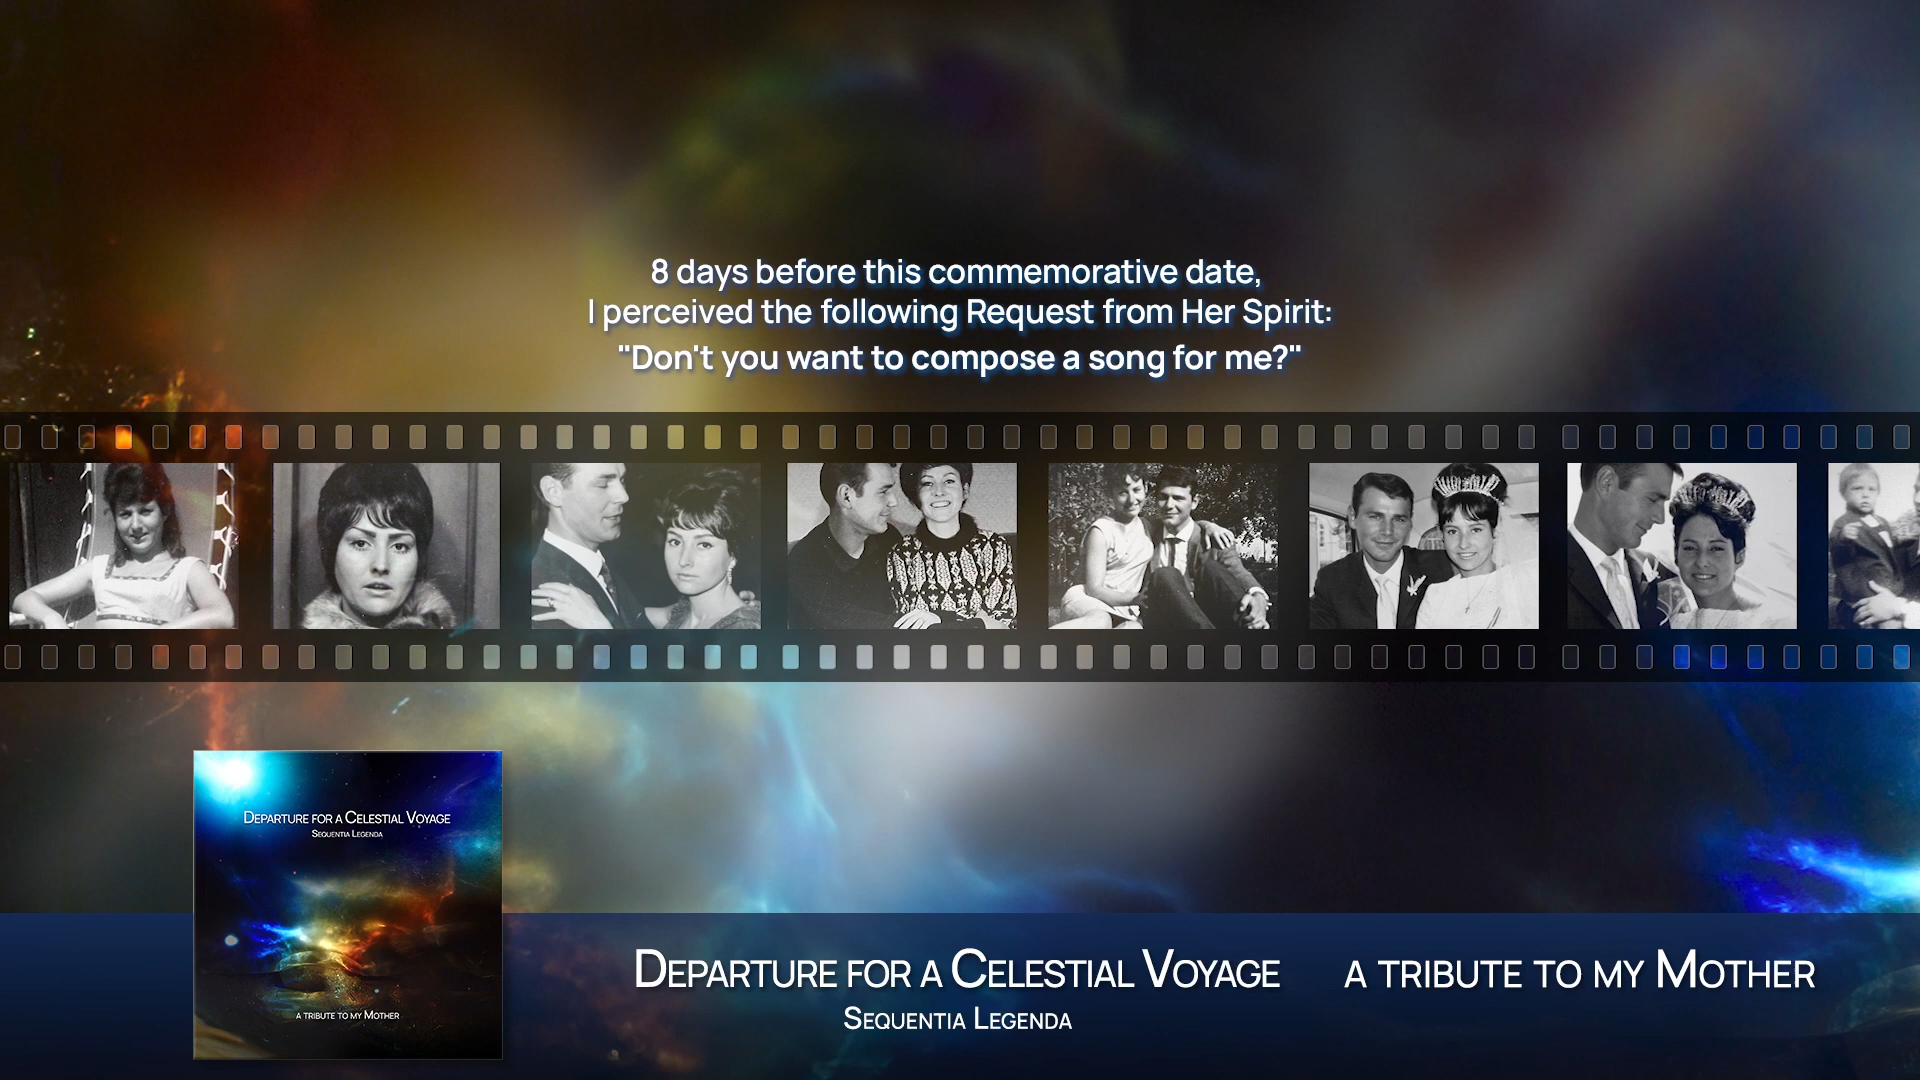 8 days before this commemorative date,
I perceived the following Request from Her Spirit:
"Don't you want to compose a song for me?"
Departure for a Celestial Voyage
Sequentia Legenda
a tribute to my Mother
Departure for a Celestial Voyage
Sequentia Legenda
a tribute to my Mother